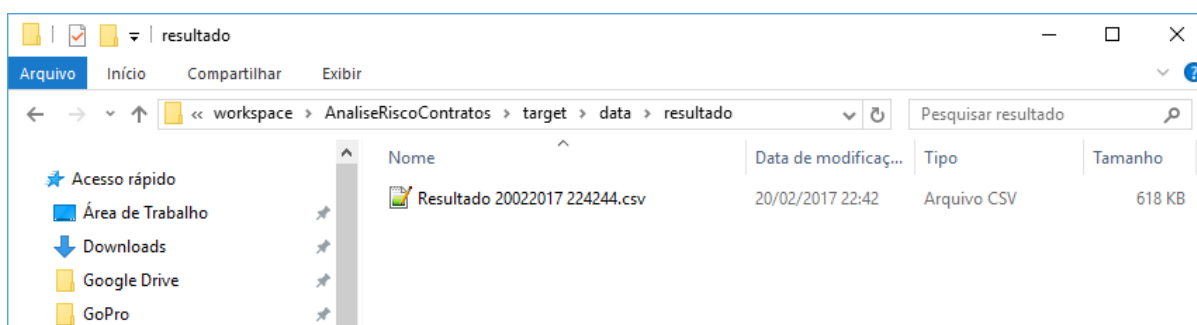 resultado
Arquivo Início Compartilhar Exibir ?
« workspace > AnaliseRiscoContratos > target > data > resultado Pesquisar resultado
Nome Data de modificaç... Tipo Tamanho
Acesso rápido
Resultado 20022017 224244.csv 20/02/2017 22:42 Arquivo CSV 618 KB
Área de Trabalho
Downloads
Google Drive
GoPro